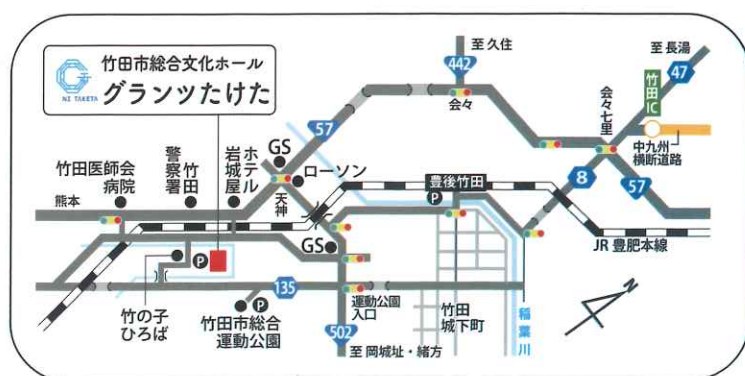 竹田市総合文化ホール
グランツたけた
NI TAKETA
至 久住
442
会々
至 長湯
47
竹田IC
会々七里
中九州
横断道路
57
57
8
GS
ローソン
天神
ホテル
岩城屋
竹田
警察署
竹田医師会
病院
熊本
豊後竹田
P
JR 豊肥本線
GS
P
竹の子
ひろば
竹田市総合
運動公園
P
135
運動公園
入口
竹田
城下町
稲葉川
502
至 岡城址・緒方
N